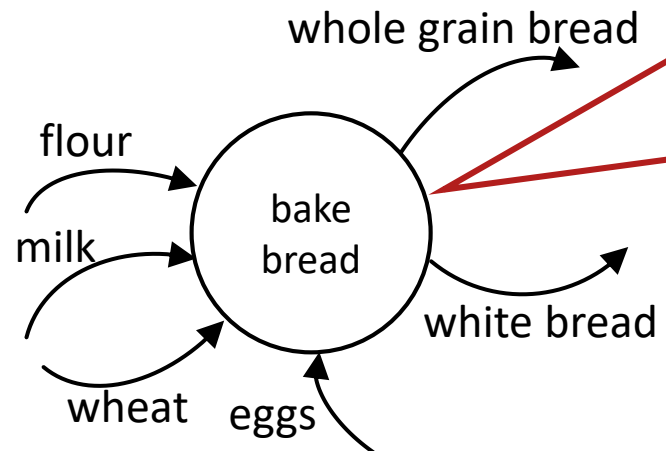 whole grain bread
flour
bake
bread
milk
white bread
wheat
eggs